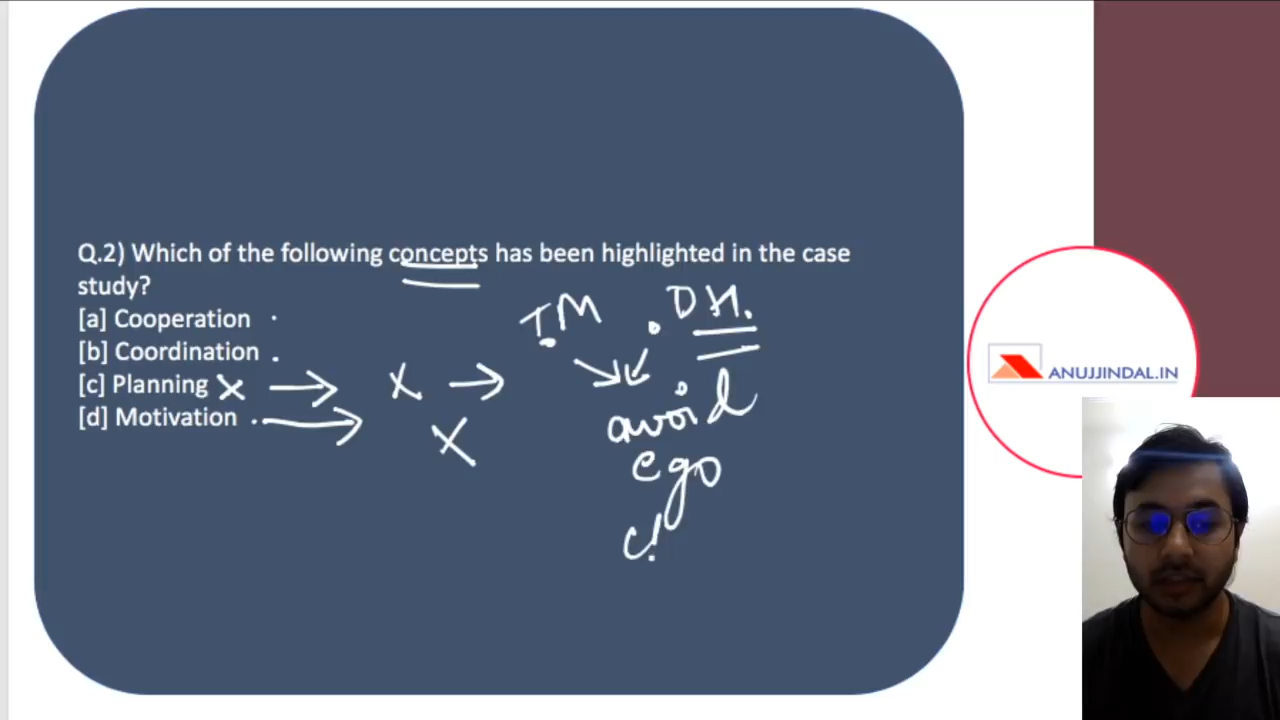 Q.2) Which of the following concepts has been highlighted in the case
study?
[a] Cooperation
[b] Coordination
[c] Planning X → X →
[d] Motivation → X
TM D H.
avoid
ego
ANUJJINDAL.IN